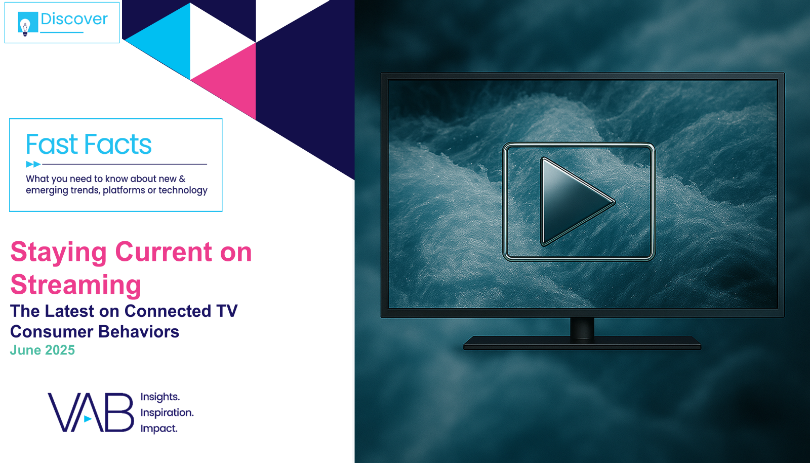 Discover
Fast Facts
What you need to know about new &
emerging trends, platforms or technology
Staying Current on
Streaming
The Latest on Connected TV
Consumer Behaviors
June 2025
VAB
Insights.
Inspiration.
Impact.